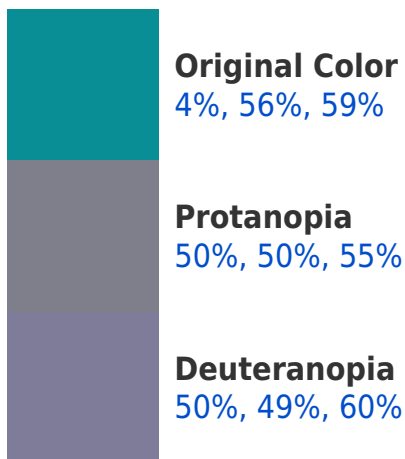 Original Color
4%, 56%, 59%
Protanopia
50%, 50%, 55%
Deuteranopia
50%, 49%, 60%